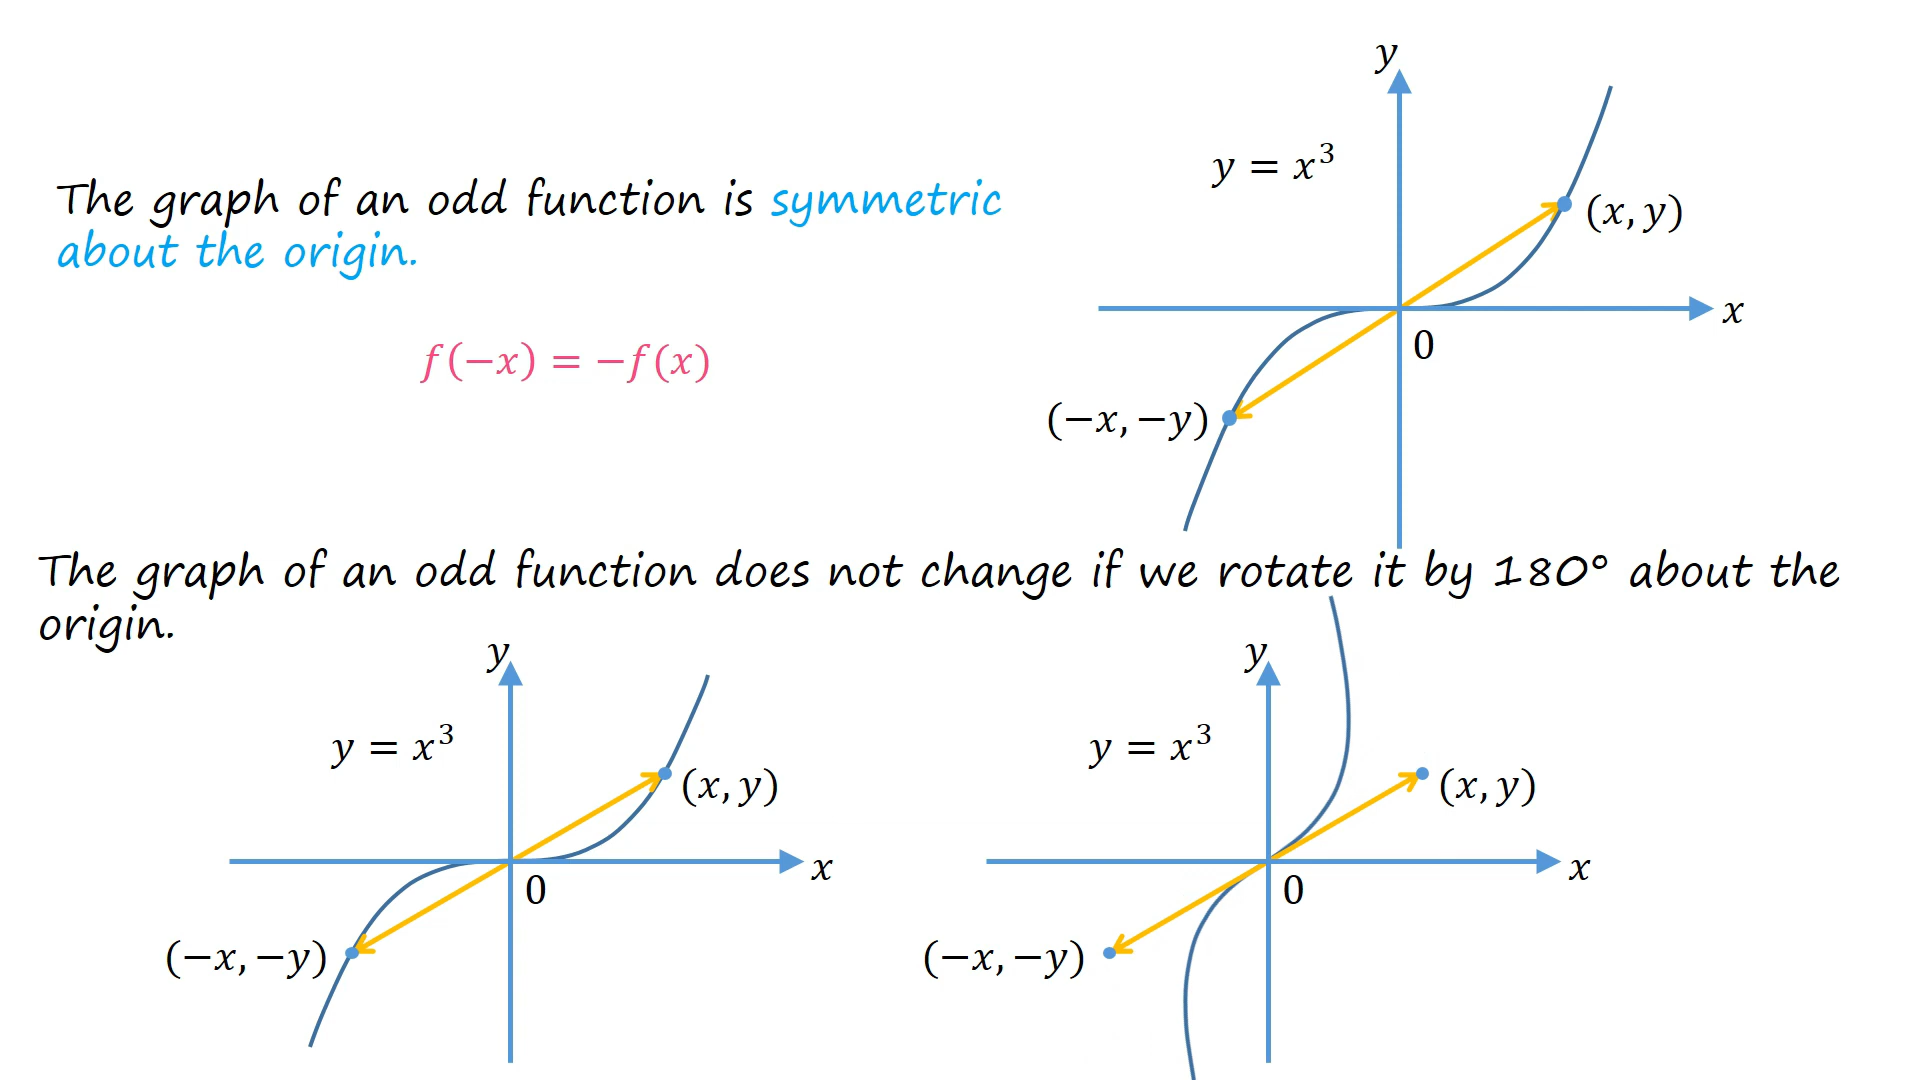 The graph of an odd function is symmetric
about the origin.
f(−x) = −f(x)
y
y = x³
(x, y)
x
0
(−x, −y)
The graph of an odd function does not change if we rotate it by 180° about the
origin.
y
y = x³
(x, y)
x
0
(−x, −y)
y
y = x³
(x, y)
x
0
(−x, −y)